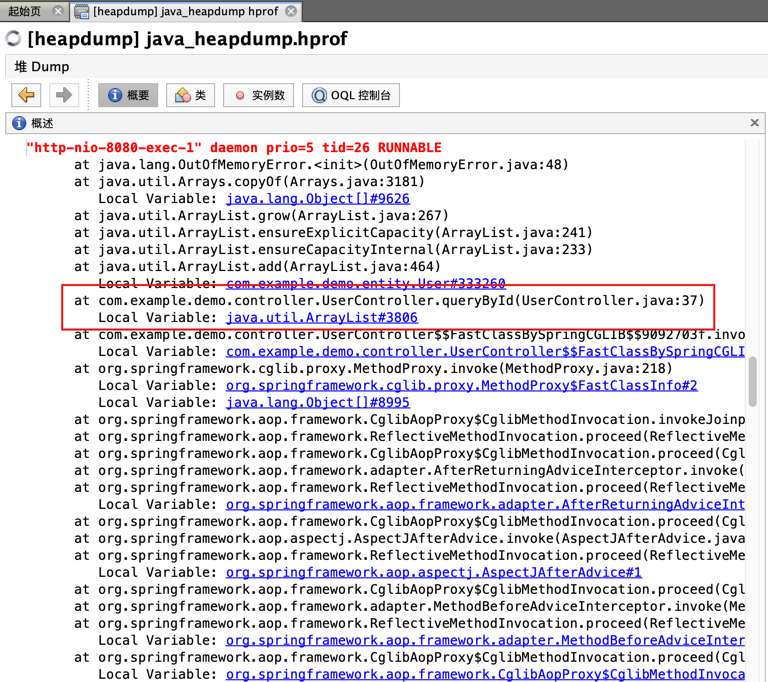 起始页
[heapdump] java_heapdump hprof
[heapdump] java_heapdump.hprof
堆 Dump
概要 类 实例数 OQL 控制台
概述
"http-nio-8080-exec-1" daemon prio=5 tid=26 RUNNABLE
at java.lang.OutOfMemoryError.<init>(OutOfMemoryError.java:48)
at java.util.Arrays.copyOf(Arrays.java:3181)
Local Variable: java.lang.Object[]#9626
at java.util.ArrayList.grow(ArrayList.java:267)
at java.util.ArrayList.ensureExplicitCapacity(ArrayList.java:241)
at java.util.ArrayList.ensureCapacityInternal(ArrayList.java:233)
at java.util.ArrayList.add(ArrayList.java:464)
Local Variable: com.example.demo.entity.User#333260
at com.example.demo.controller.UserController.queryById(UserController.java:37)
Local Variable: java.util.ArrayList#3806
at com.example.demo.controller.UserController$$FastClassBySpringCGLIB$$9092703f.invo
Local Variable: com.example.demo.controller.UserController$$FastClassBySpringCGLI
at org.springframework.cglib.proxy.MethodProxy.invoke(MethodProxy.java:218)
Local Variable: org.springframework.cglib.proxy.MethodProxy$FastClassInfo#2
Local Variable: java.lang.Object[]#8995
at org.springframework.aop.framework.CglibAopProxy$CglibMethodInvocation.invokeJoinp
at org.springframework.aop.framework.ReflectiveMethodInvocation.proceed(ReflectiveMe
at org.springframework.aop.framework.CglibAopProxy$CglibMethodInvocation.proceed(Cgl
at org.springframework.aop.framework.adapter.AfterReturningAdviceInterceptor.invoke(
at org.springframework.aop.framework.ReflectiveMethodInvocation.proceed(ReflectiveMe
Local Variable: org.springframework.aop.framework.adapter.AfterReturningAdviceInt
at org.springframework.aop.framework.CglibAopProxy$CglibMethodInvocation.proceed(Cgl
at org.springframework.aop.aspectj.AspectJAfterAdvice.invoke(AspectJAfterAdvice.java
at org.springframework.aop.framework.ReflectiveMethodInvocation.proceed(ReflectiveMe
Local Variable: org.springframework.aop.aspectj.AspectJAfterAdvice#1
at org.springframework.aop.framework.CglibAopProxy$CglibMethodInvocation.proceed(Cgl
at org.springframework.aop.framework.adapter.MethodBeforeAdviceInterceptor.invoke(Me
at org.springframework.aop.framework.ReflectiveMethodInvocation.proceed(ReflectiveMe
Local Variable: org.springframework.aop.framework.adapter.MethodBeforeAdviceInter
at org.springframework.aop.framework.CglibAopProxy$CglibMethodInvocation.proceed(Cgl
Local Variable: org.springframework.aop.framework.CglibAopProxy$CglibMethodInvoca